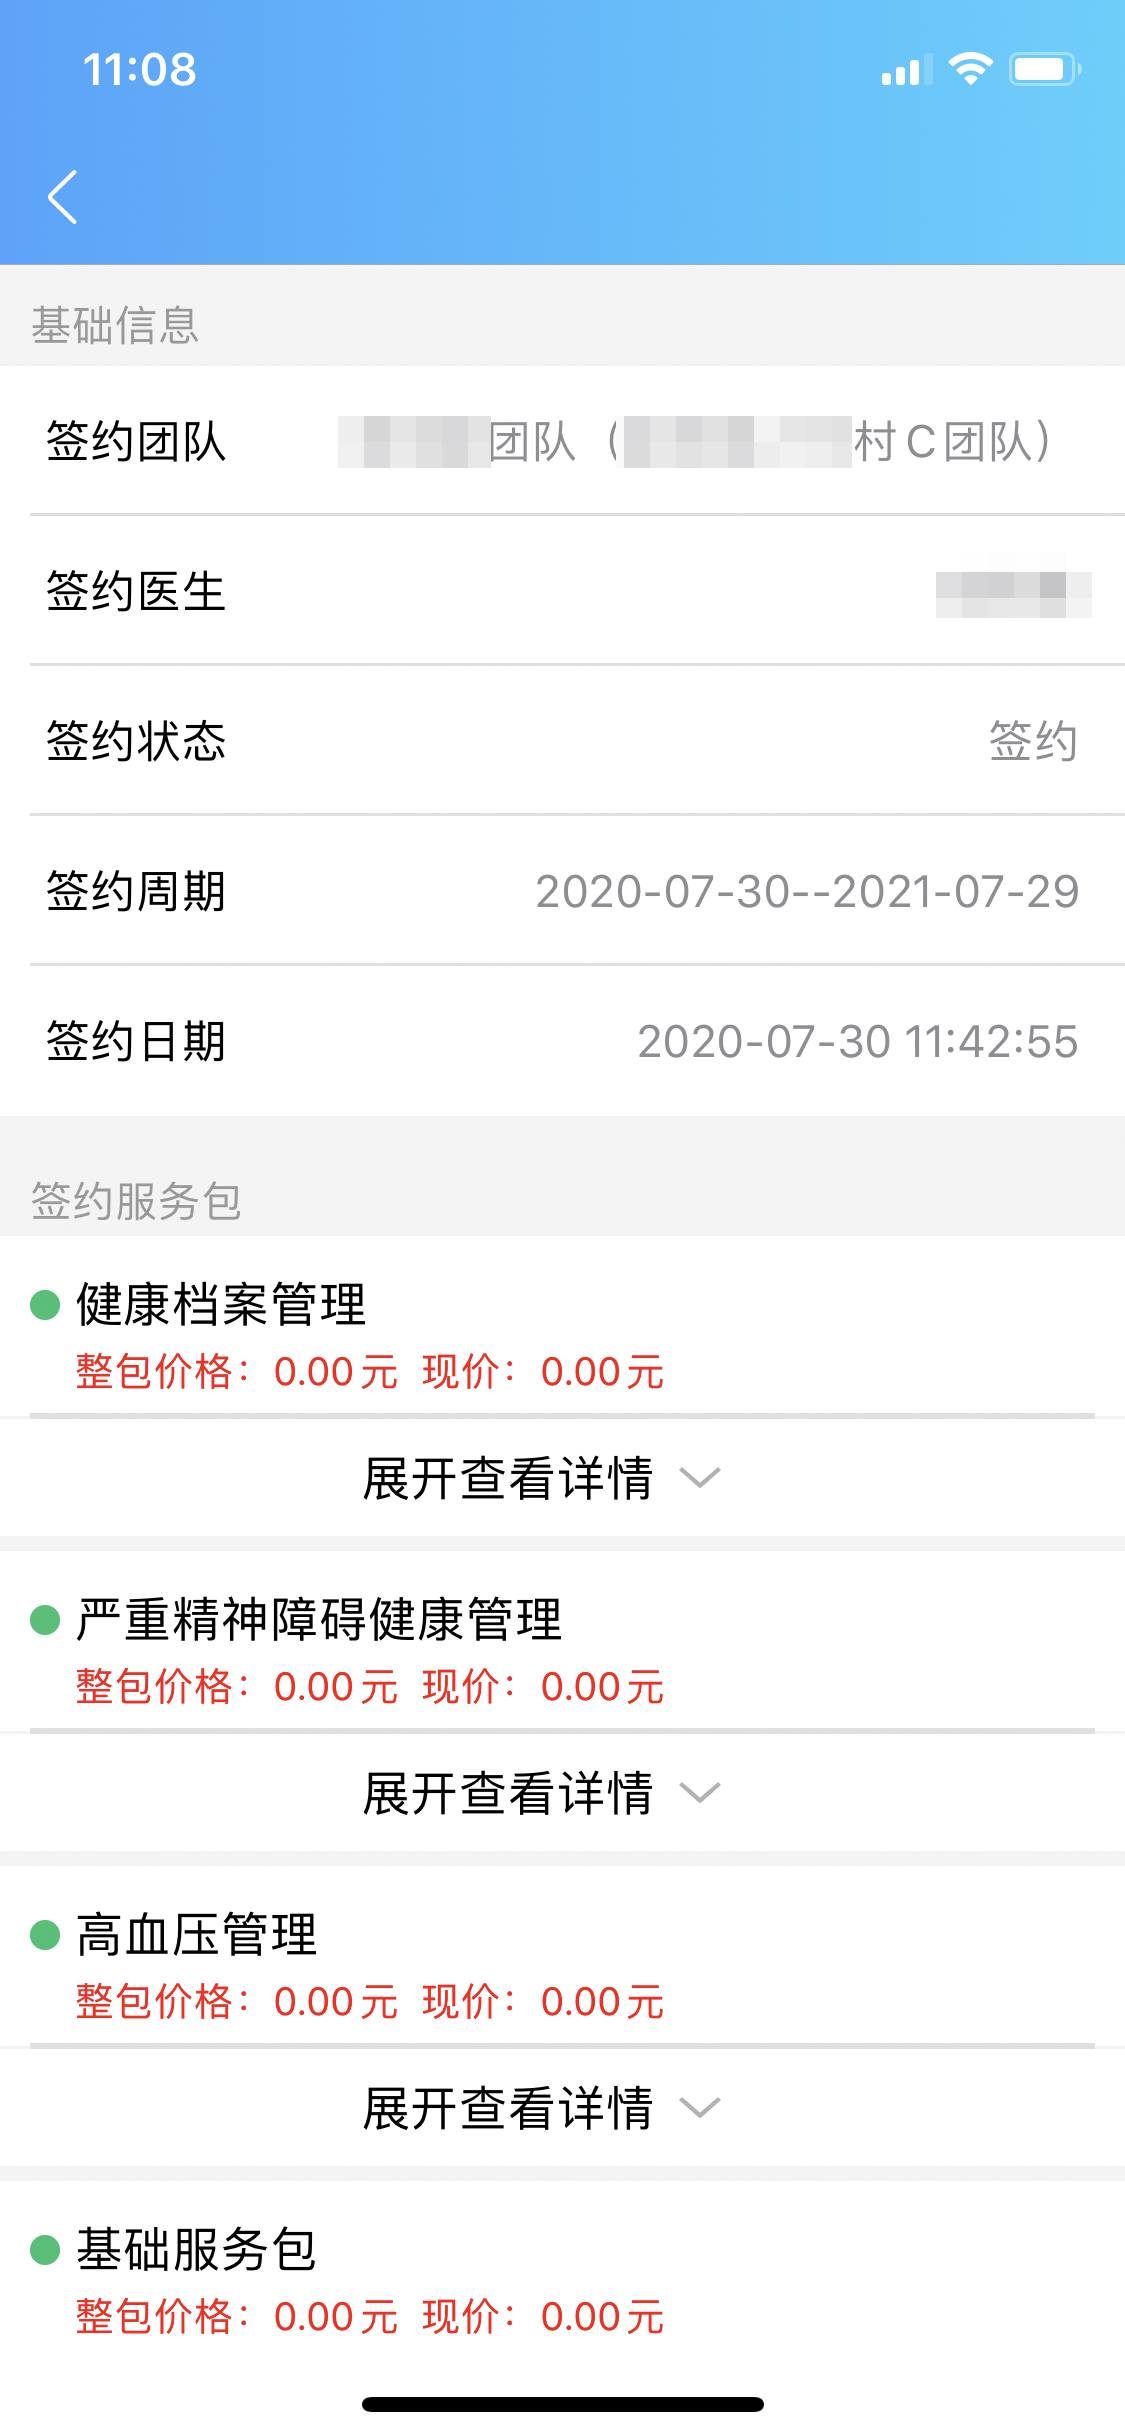 11:08
基础信息
签约团队 团队（ 村C团队）
签约医生
签约状态 签约
签约周期 2020-07-30--2021-07-29
签约日期 2020-07-30 11:42:55
签约服务包
健康档案管理
整包价格：0.00元 现价：0.00元
展开查看详情
严重精神障碍健康管理
整包价格：0.00元 现价：0.00元
展开查看详情
高血压管理
整包价格：0.00元 现价：0.00元
展开查看详情
基础服务包
整包价格：0.00元 现价：0.00元